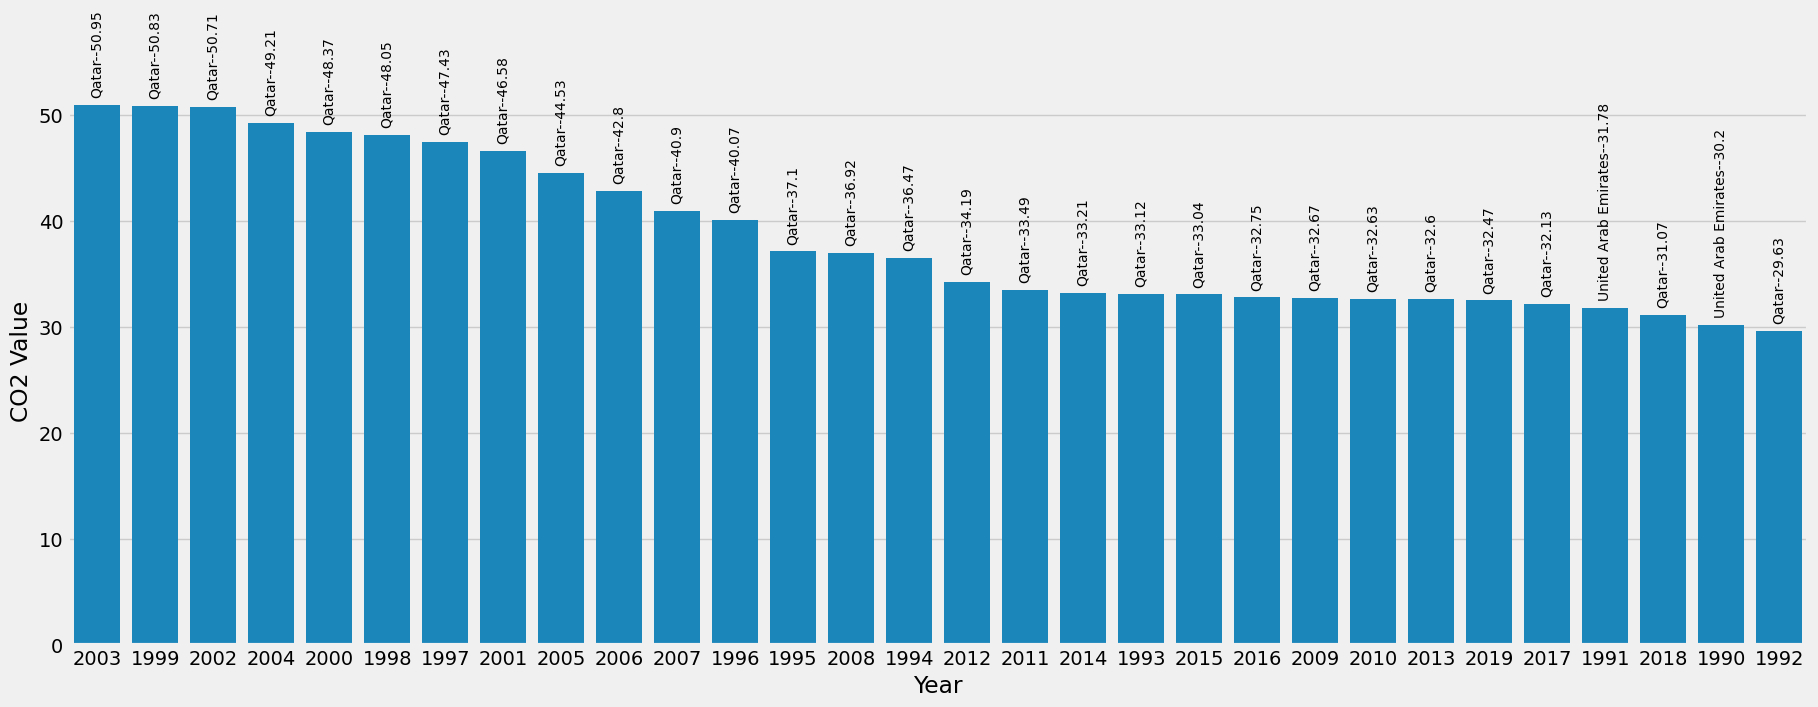 Qatar--50.95
Qatar--50.83
Qatar--50.71
Qatar--49.21
Qatar--48.37
Qatar--48.05
Qatar--47.43
Qatar--46.58
Qatar--44.53
Qatar--42.8
Qatar--40.9
Qatar--40.07
Qatar--37.1
Qatar--36.92
Qatar--36.47
Qatar--34.19
Qatar--33.49
Qatar--33.21
Qatar--33.12
Qatar--33.04
Qatar--32.75
Qatar--32.67
Qatar--32.63
Qatar--32.6
Qatar--32.47
Qatar--32.13
United Arab Emirates--31.78
Qatar--31.07
United Arab Emirates--30.2
Qatar--29.63
50
40
30
20
10
0
CO2 Value
2003 1999 2002 2004 2000 1998 1997 2001 2005 2006 2007 1996 1995 2008 1994 2012 2011 2014 1993 2015 2016 2009 2010 2013 2019 2017 1991 2018 1990 1992
Year